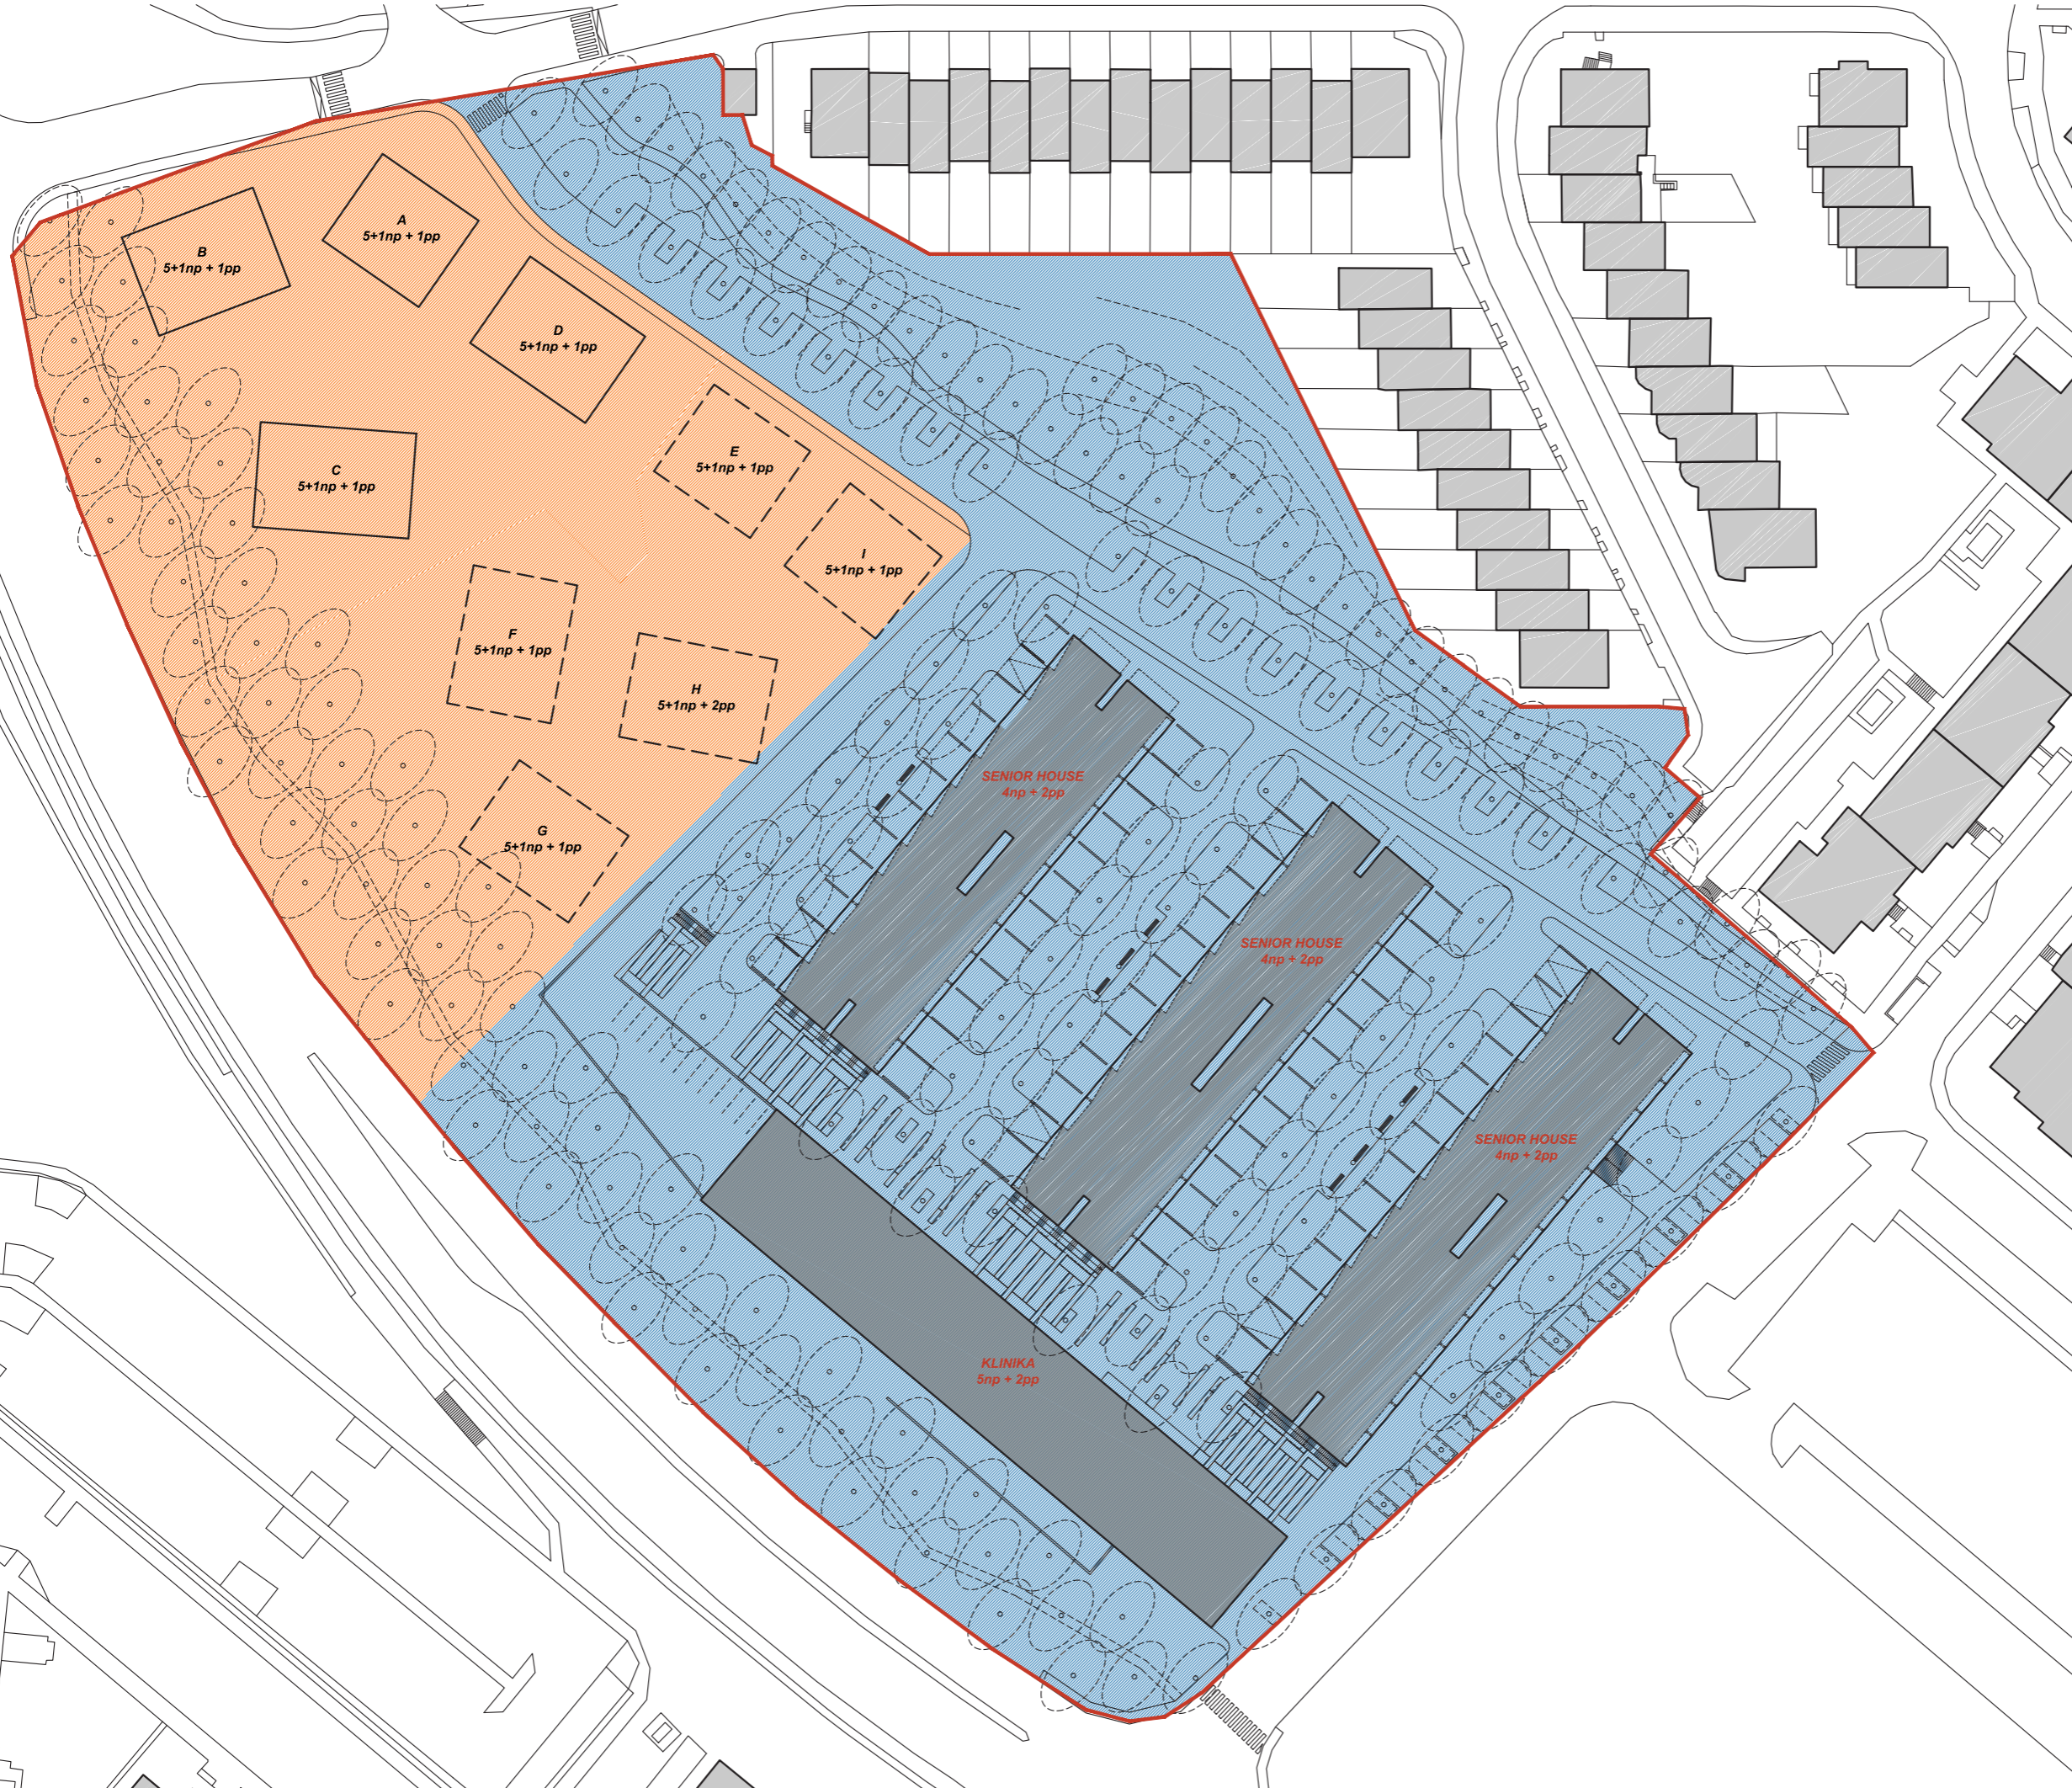 A
5+1np + 1pp
B
5+1np + 1pp
D
5+1np + 1pp
E
5+1np + 1pp
C
5+1np + 1pp
I
5+1np + 1pp
F
5+1np + 1pp
H
5+1np + 2pp
G
5+1np + 1pp
SENIOR HOUSE
4np + 2pp
SENIOR HOUSE
4np + 2pp
SENIOR HOUSE
4np + 2pp
KLINIKA
5np + 2pp